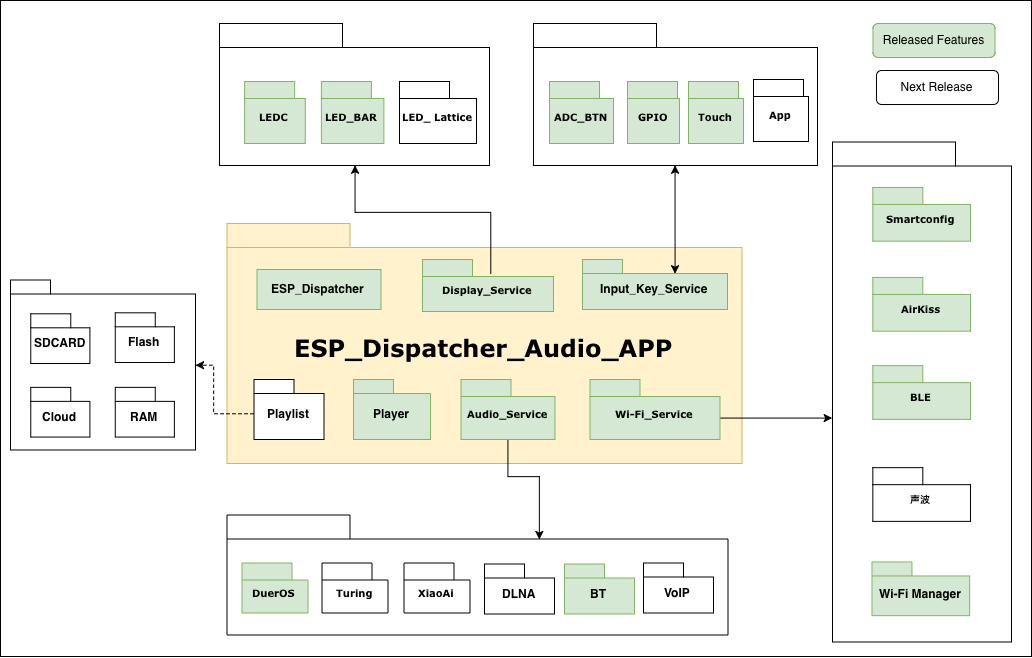 Released Features
Next Release
LEDC
LED_BAR
LED_ Lattice
ADC_BTN
GPIO
Touch
App
Smartconfig
AirKiss
BLE
声波
Wi-Fi Manager
ESP_Dispatcher
Display_Service
Input_Key_Service
ESP_Dispatcher_Audio_APP
Playlist
Player
Audio_Service
Wi-Fi_Service
SDCARD
Flash
Cloud
RAM
DuerOS
Turing
XiaoAi
DLNA
BT
VoIP